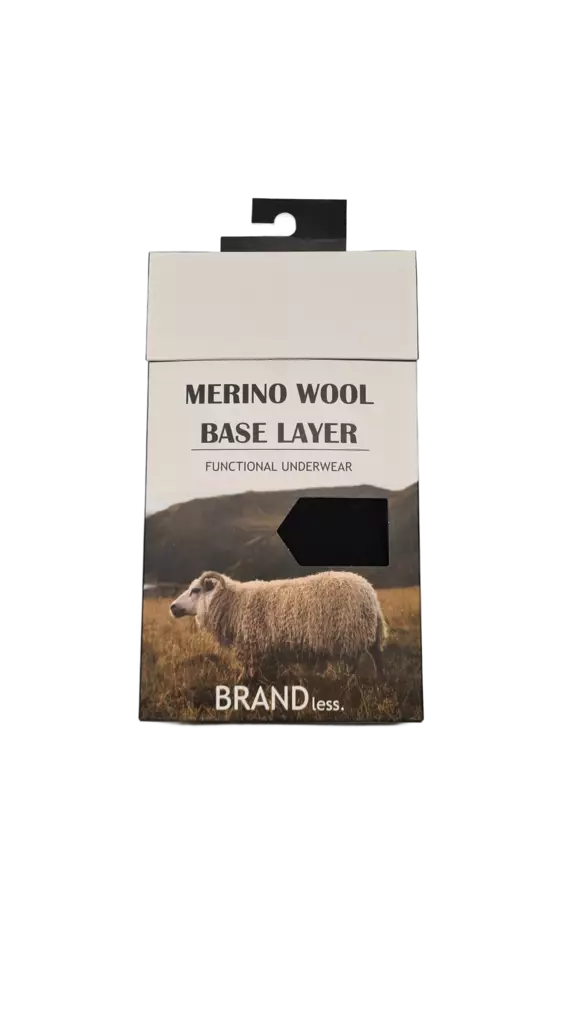 MERINO WOOL
BASE LAYER
FUNCTIONAL UNDERWEAR
BRANDless.